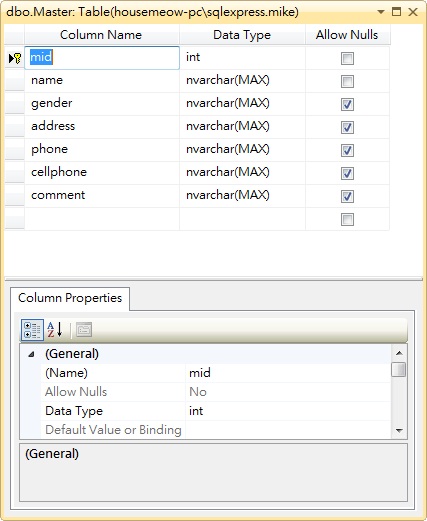 dbo.Master: Table(housemeow-pc\sqlexpress.mike)
Column Name Data Type Allow Nulls
mid int
name nvarchar(MAX)
gender nvarchar(MAX)
address nvarchar(MAX)
phone nvarchar(MAX)
cellphone nvarchar(MAX)
comment nvarchar(MAX)
Column Properties
(General)
(Name) mid
Allow Nulls No
Data Type int
Default Value or Binding
(General)